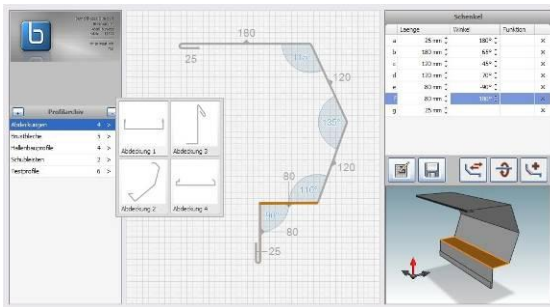 b
Profilarchiv
Abdeckungen 4 >
Brustbleche 3 >
Hallenbauprofile 4 >
Schubleisten 2 >
Testprofile 6 >
Abdeckung 1
Abdeckung 3
Abdeckung 2
Abdeckung 4
180
25
115°
120
135°
120
110°
80
90°
80
25
Schenkel
Laenge Winkel Funktion
a 25 mm 180° ×
b 180 mm ×
c 120 mm -45° ×
d 120 mm 70° ×
e 80 mm -90° ×
f 80 mm 180° ×
g 25 mm ×